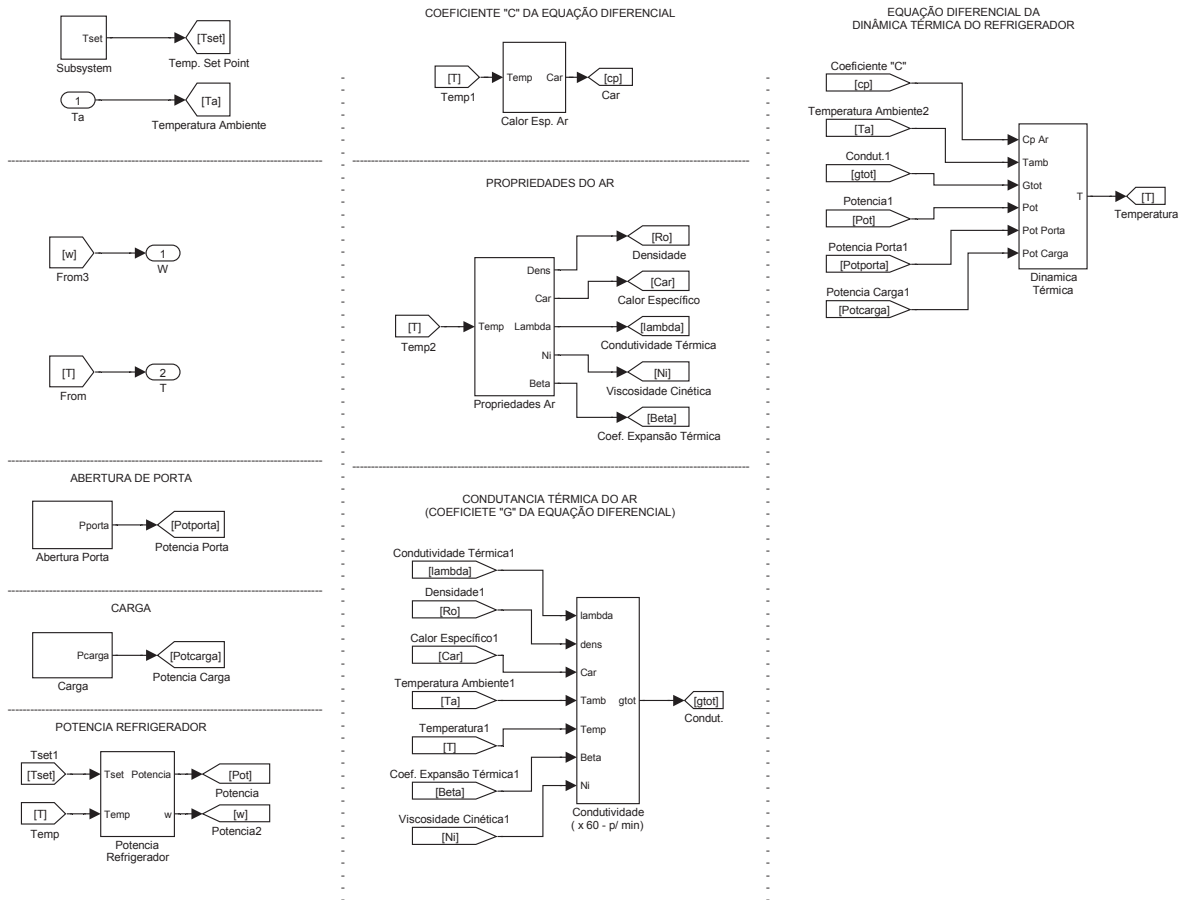 Tset
[Tset]
Subsystem
Temp. Set Point
1
[Ta]
Ta
Temperatura Ambiente
[w]
1
From3
W
[T]
2
From
T
ABERTURA DE PORTA
Pporta
[Potporta]
Abertura Porta
Potencia Porta
CARGA
Pcarga
[Potcarga]
Carga
Potencia Carga
POTENCIA REFRIGERADOR
Tset1
[Tset]
Tset
Potencia
[Pot]
Potencia
[T]
Temp
w
[w]
Temp
Potencia2
Potencia
Refrigerador
COEFICIENTE "C" DA EQUAÇÃO DIFERENCIAL
[T]
Temp
Car
[cp]
Temp1
Car
Calor Esp. Ar
PROPRIEDADES DO AR
[Ro]
Densidade
Dens
[Car]
Calor Específico
Car
[T]
Temp
Lambda
[lambda]
Temp2
Condutividade Térmica
Ni
[Ni]
Viscosidade Cinética
Beta
[Beta]
Propriedades Ar
Coef. Expansão Térmica
CONDUTANCIA TÉRMICA DO AR
(COEFICIETE "G" DA EQUAÇÃO DIFERENCIAL)
Condutividade Térmica1
[lambda]
Densidade1
[Ro]
Calor Específico1
[Car]
Temperatura Ambiente1
[Ta]
Temperatura1
[T]
Coef. Expansão Térmica1
[Beta]
Viscosidade Cinética1
[Ni]
lambda
dens
Car
Tamb
gtot
Temp
Beta
Ni
[gtot]
Condut.
Condutividade
( x 60 - p/ min)
EQUAÇÃO DIFERENCIAL DA
DINÂMICA TÉRMICA DO REFRIGERADOR
Coeficiente "C"
[cp]
Temperatura Ambiente2
[Ta]
Condut.1
[gtot]
Potencia1
[Pot]
Potencia Porta1
[Potporta]
Potencia Carga1
[Potcarga]
Cp Ar
Tamb
Gtot
T
Pot
Pot Porta
Pot Carga
[T]
Temperatura
Dinamica
Térmica